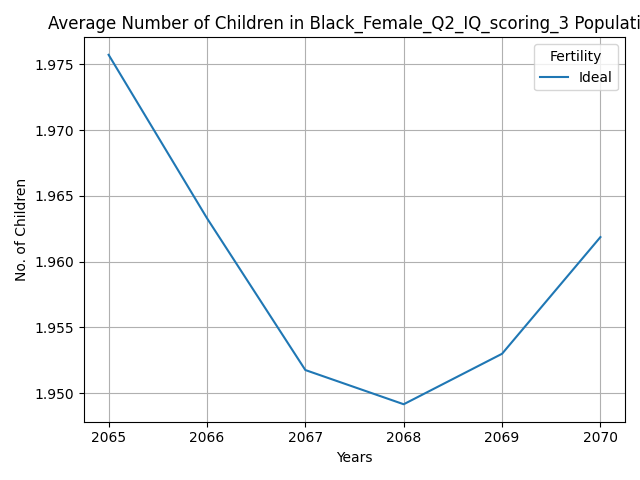 Average Number of Children in Black_Female_Q2_IQ_scoring_3 Populati
1.975
1.970
1.965
1.960
1.955
1.950
No. of Children
Fertility
Ideal
2065 2066 2067 2068 2069 2070
Years